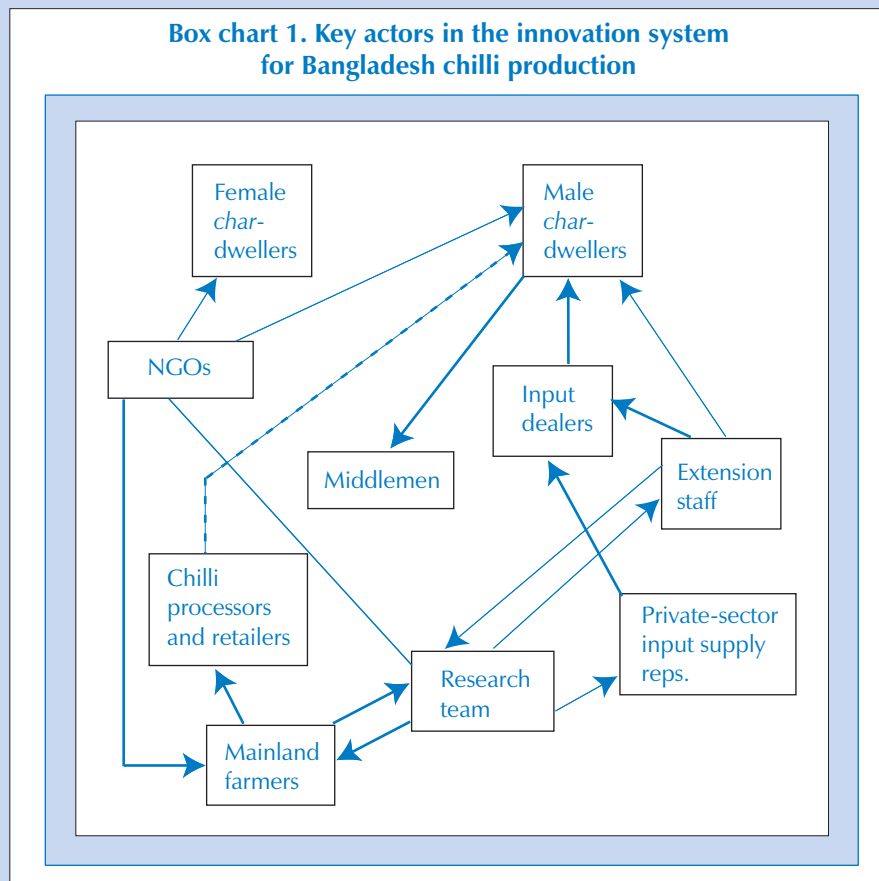 Box chart 1. Key actors in the innovation system
for Bangladesh chilli production
Female
char-
dwellers
Male
char-
dwellers
NGOs
Input
dealers
Middlemen
Extension
staff
Chilli
processors
and retailers
Private-sector
input supply
reps.
Research
team
Mainland
farmers